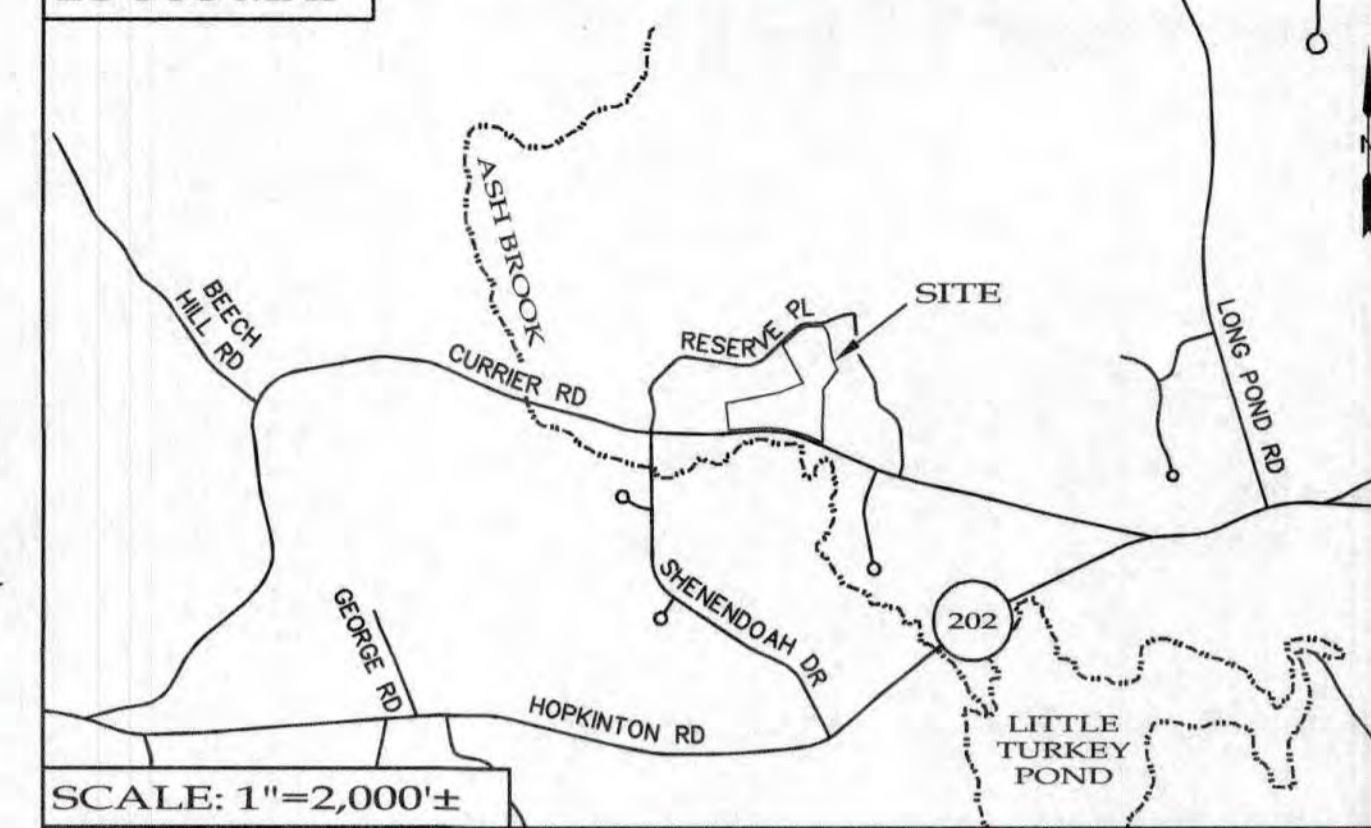 ASH BROOK
BEECH
HILL RD
SITE
RESERVE PL
CURRIER RD
LONG POND RD
SHENENDOAH DR
GEORGE RD
202
HOPKINTON RD
LITTLE
TURKEY
POND
SCALE: 1"=2,000'±